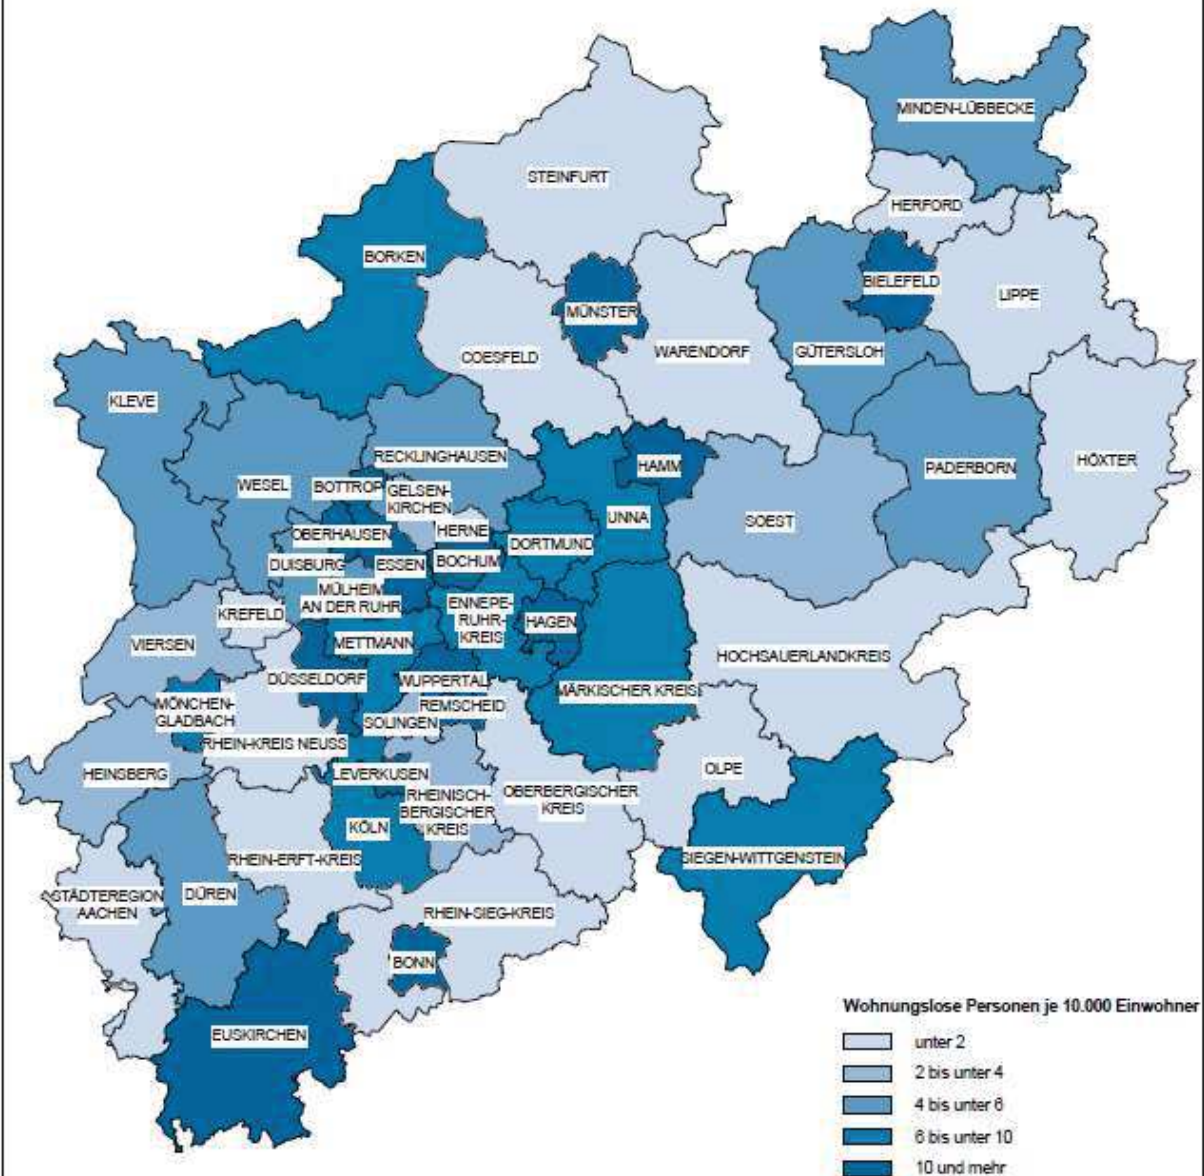 MINDEN-LÜBBECKE
STEINFURT
HERFORD
BORKEN
BIELEFELD
LIPPE
MÜNSTER
COESFELD
WARENDORF
GÜTERSLOH
KLEVE
RECKLINGHAUSEN
HAMM
PADERBORN
HÖXTER
WESEL
BOTTROP
GELSEN-
KIRCHEN
UNNA
SOEST
OBERHAUSEN
HERNE
DORTMUND
DUISBURG
ESSEN
BOCHUM
MÜLHEIM
AN DER RUHR
KREFELD
ENNEPE-
RUHR-
KREIS
HAGEN
VIERSEN
METTMANN
HOCHSAUERLANDKREIS
DÜSSELDORF
WUPPERTAL
MÄRKISCHER KREIS
MÖNCHEN-
GLADBACH
REMSCHEID
SOLINGEN
RHEIN-KREIS NEUSS
HEINSBERG
LEVERKUSEN
OLPE
RHEINISCH-
BERGISCHER
KREIS
OBERBERGISCHER
KREIS
KÖLN
RHEIN-ERFT-KREIS
SIEGEN-WITTGENSTEIN
STÄDTEREGION
AACHEN
DÜREN
RHEIN-SIEG-KREIS
BONN
EUSKIRCHEN
Wohnungslose Personen je 10.000 Einwohner
unter 2
2 bis unter 4
4 bis unter 6
6 bis unter 10
10 und mehr